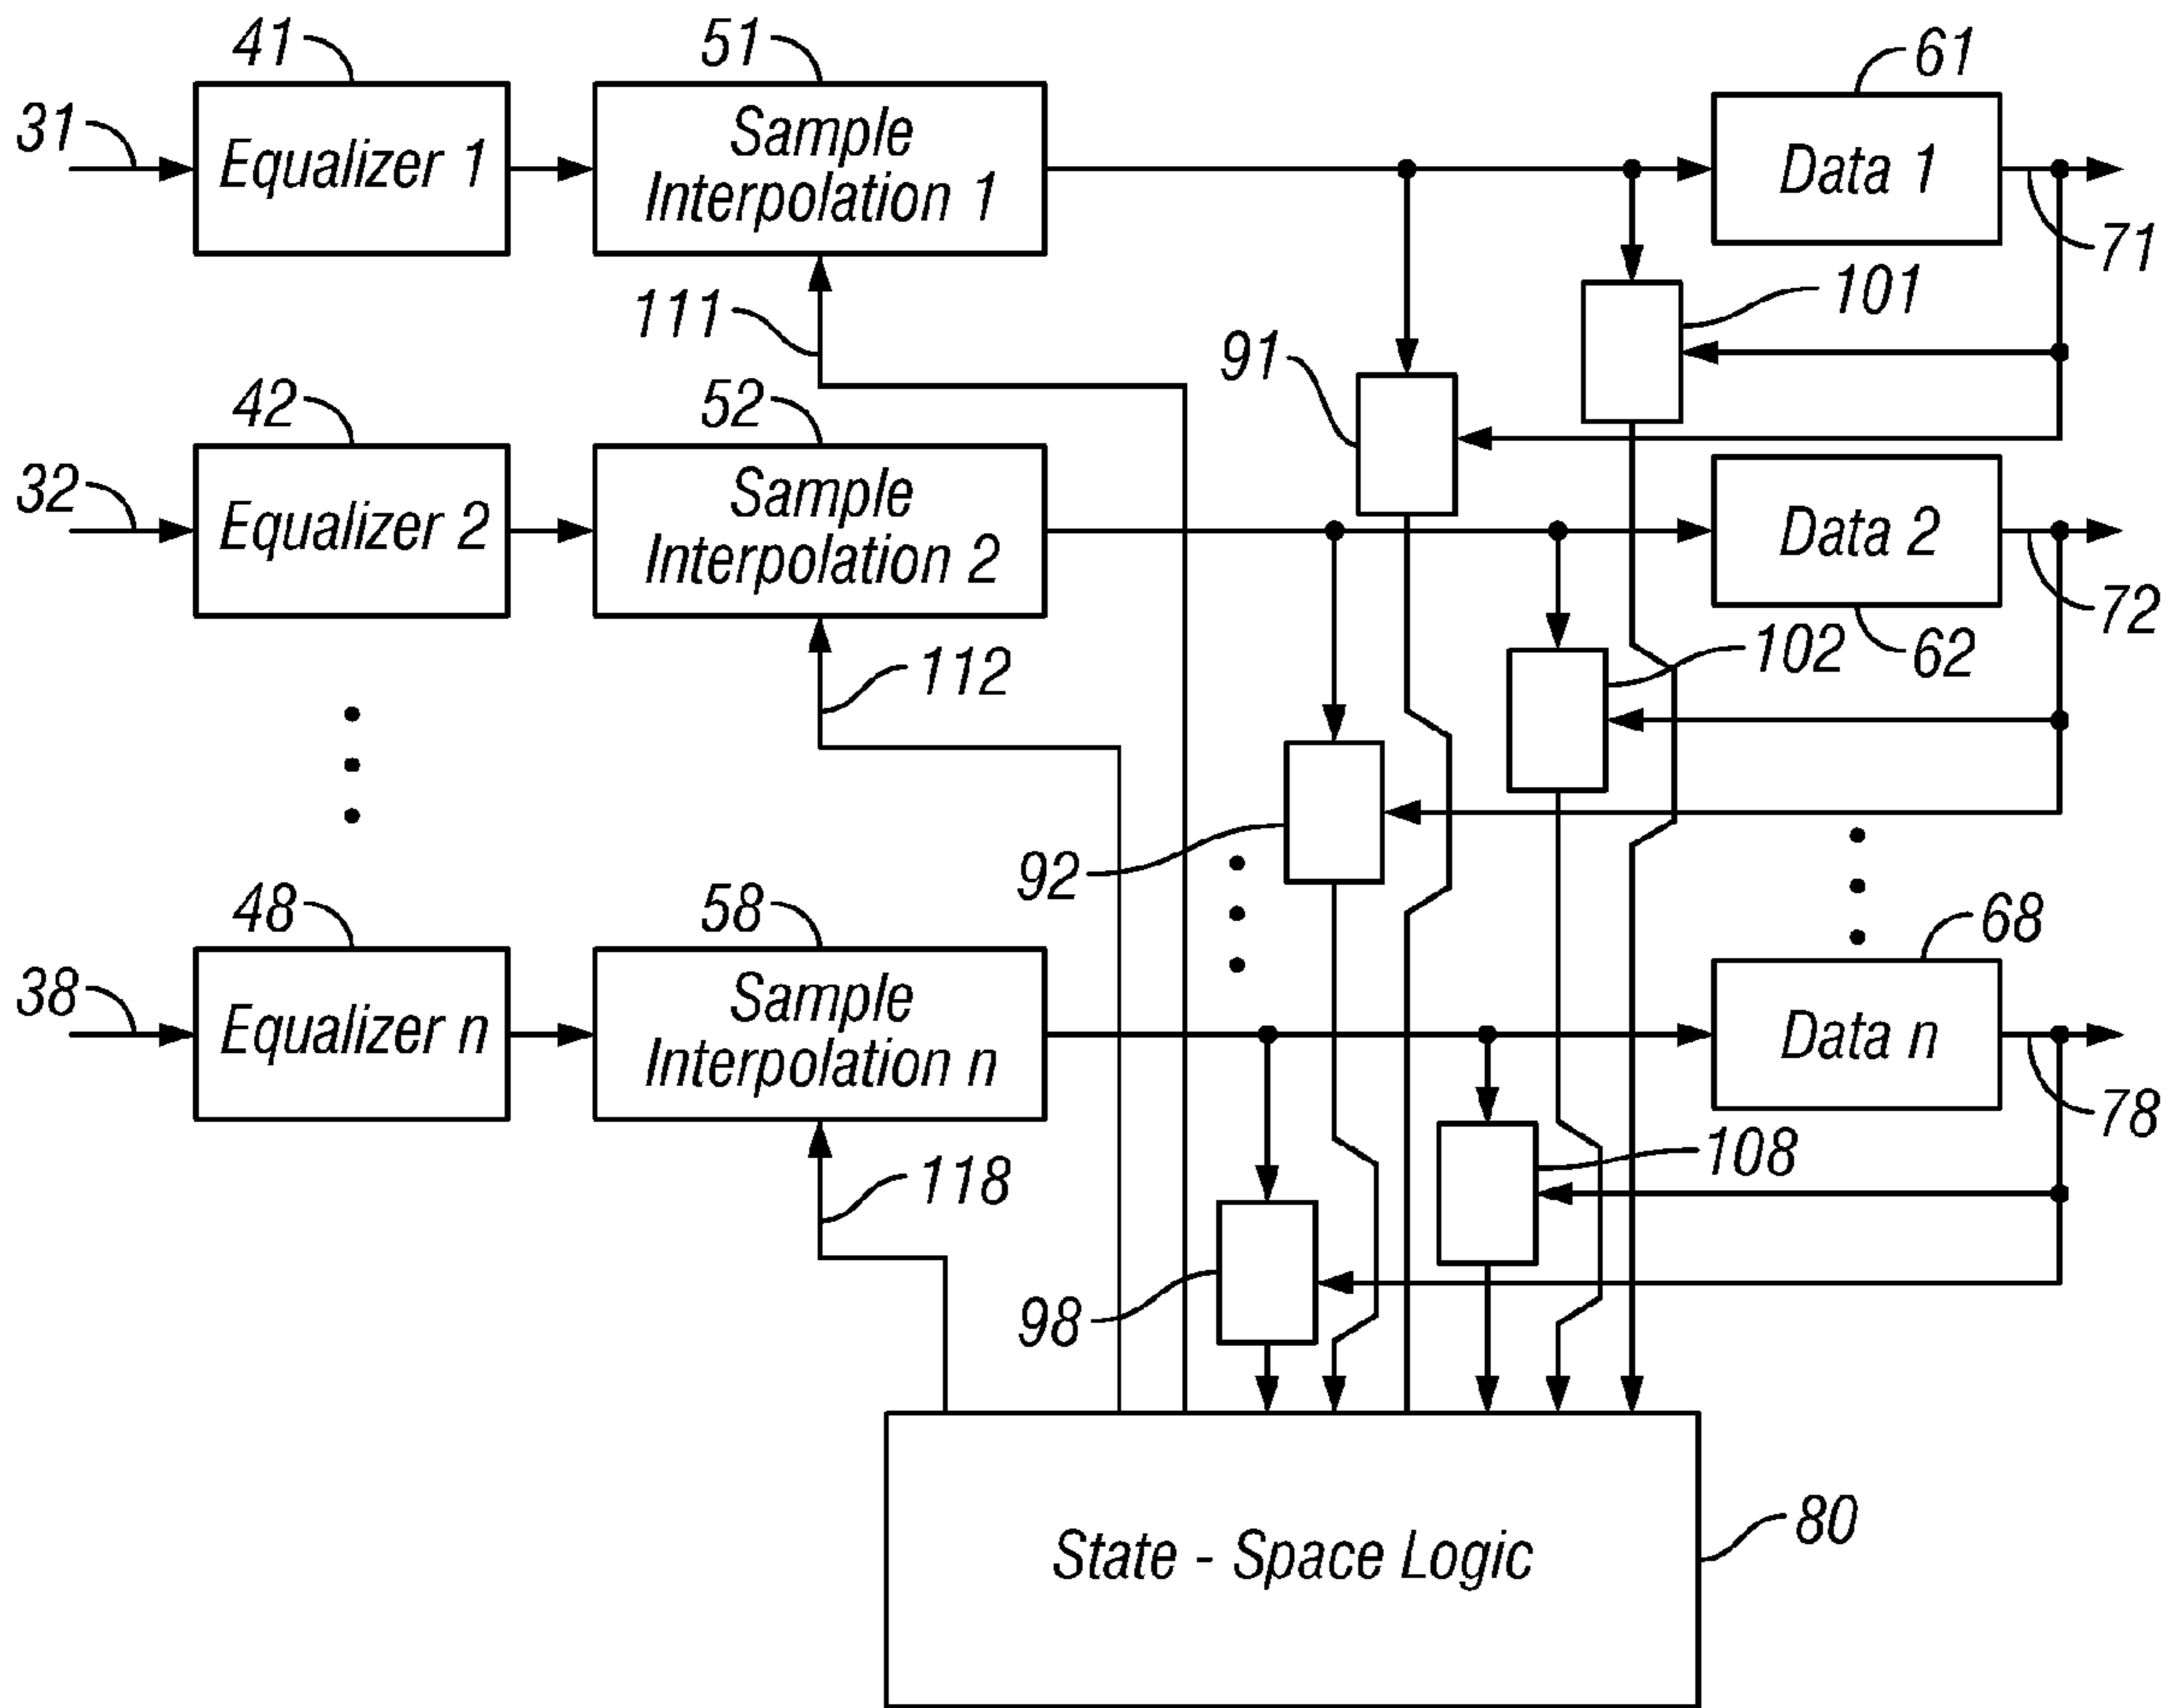 41
51
61
31
Equalizer 1
Sample
Interpolation 1
Data 1
71
111
101
91
42
52
32
Equalizer 2
Sample
Interpolation 2
Data 2
72
112
102
62
92
48
58
68
38
Equalizer n
Sample
Interpolation n
Data n
78
118
108
98
State - Space Logic
80